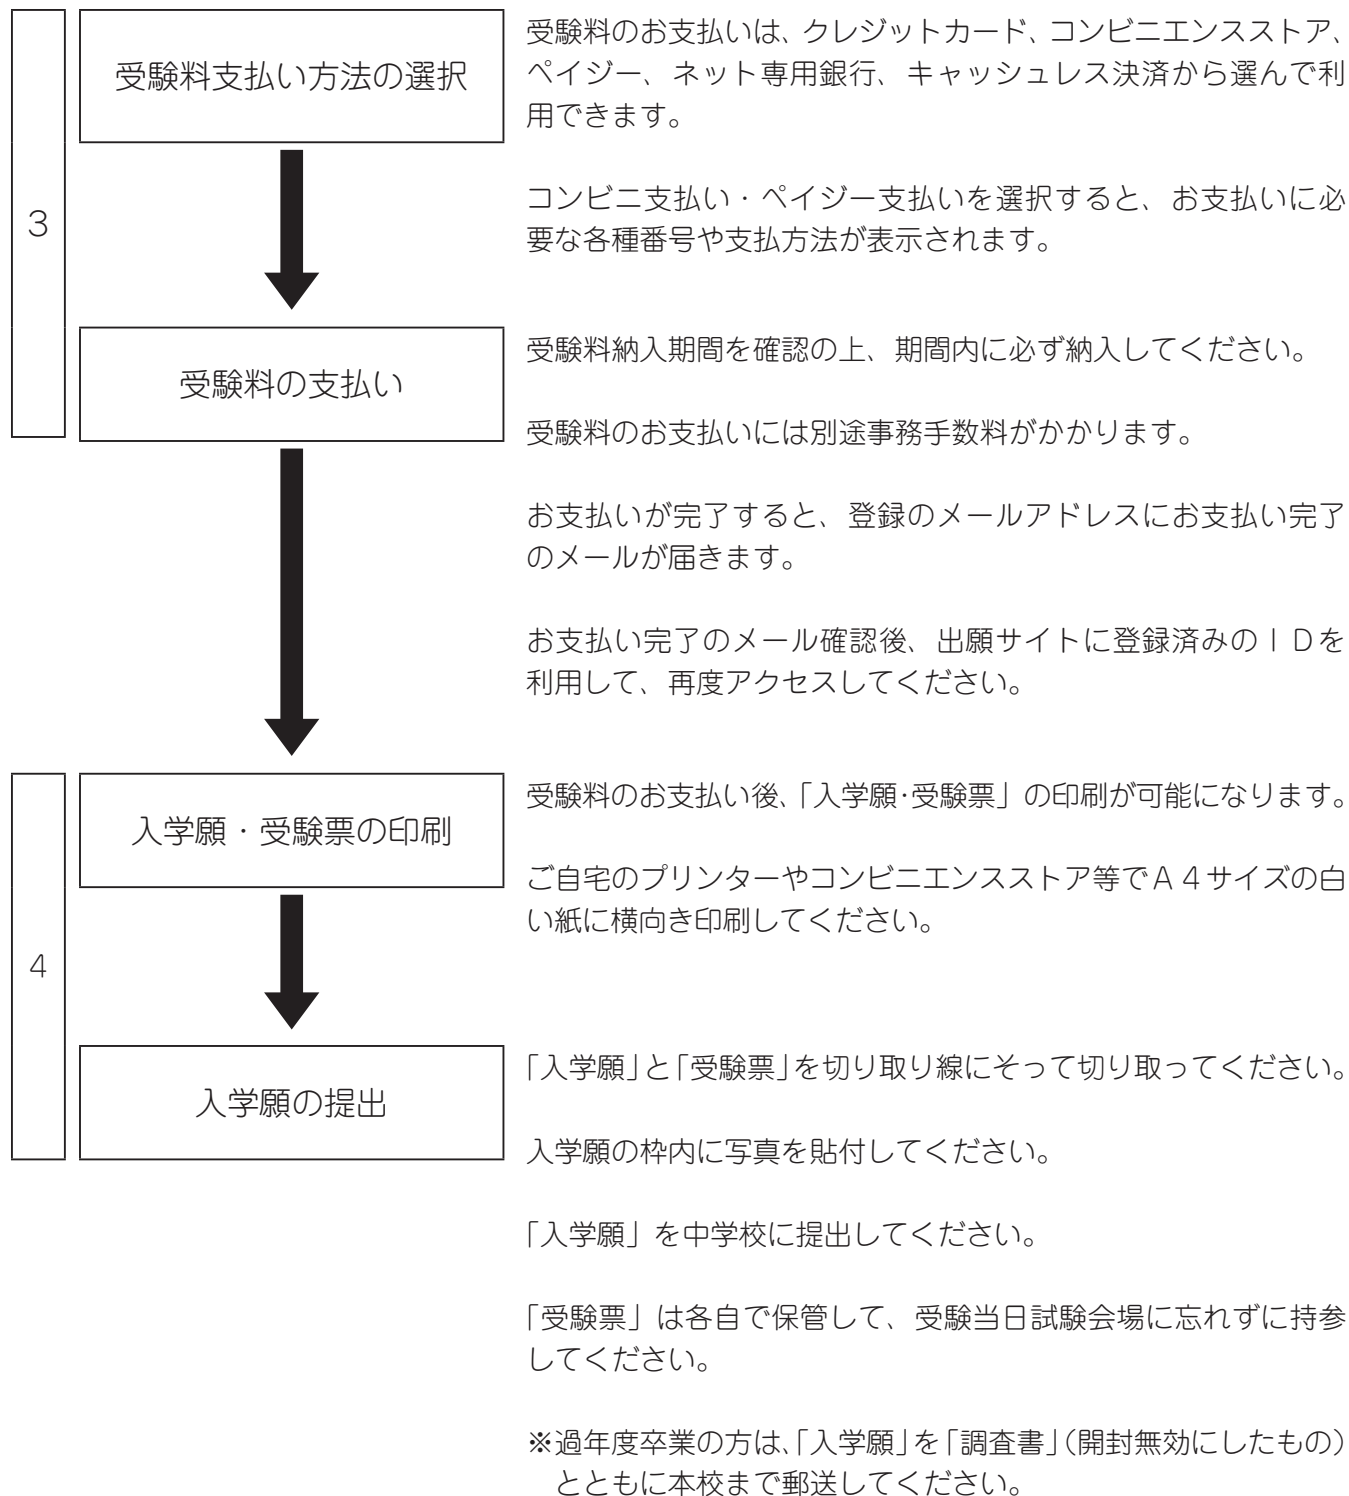 3
受験料支払い方法の選択
受験料のお支払いは、クレジットカード、コンビニエンスストア、
ペイジー、ネット専用銀行、キャッシュレス決済から選んで利
用できます。
コンビニ支払い・ペイジー支払いを選択すると、お支払いに必
要な各種番号や支払方法が表示されます。
受験料の支払い
受験料納入期間を確認の上、期間内に必ず納入してください。
受験料のお支払いには別途事務手数料がかかります。
お支払いが完了すると、登録のメールアドレスにお支払い完了
のメールが届きます。
お支払い完了のメール確認後、出願サイトに登録済みのＩＤを
利用して、再度アクセスしてください。
4
入学願・受験票の印刷
受験料のお支払い後、「入学願・受験票」の印刷が可能になります。
ご自宅のプリンターやコンビニエンスストア等でＡ４サイズの白
い紙に横向き印刷してください。
入学願の提出
「入学願」と「受験票」を切り取り線にそって切り取ってください。
入学願の枠内に写真を貼付してください。
「入学願」を中学校に提出してください。
「受験票」は各自で保管して、受験当日試験会場に忘れずに持参
してください。
※過年度卒業の方は、「入学願」を「調査書」（開封無効にしたもの）
とともに本校まで郵送してください。